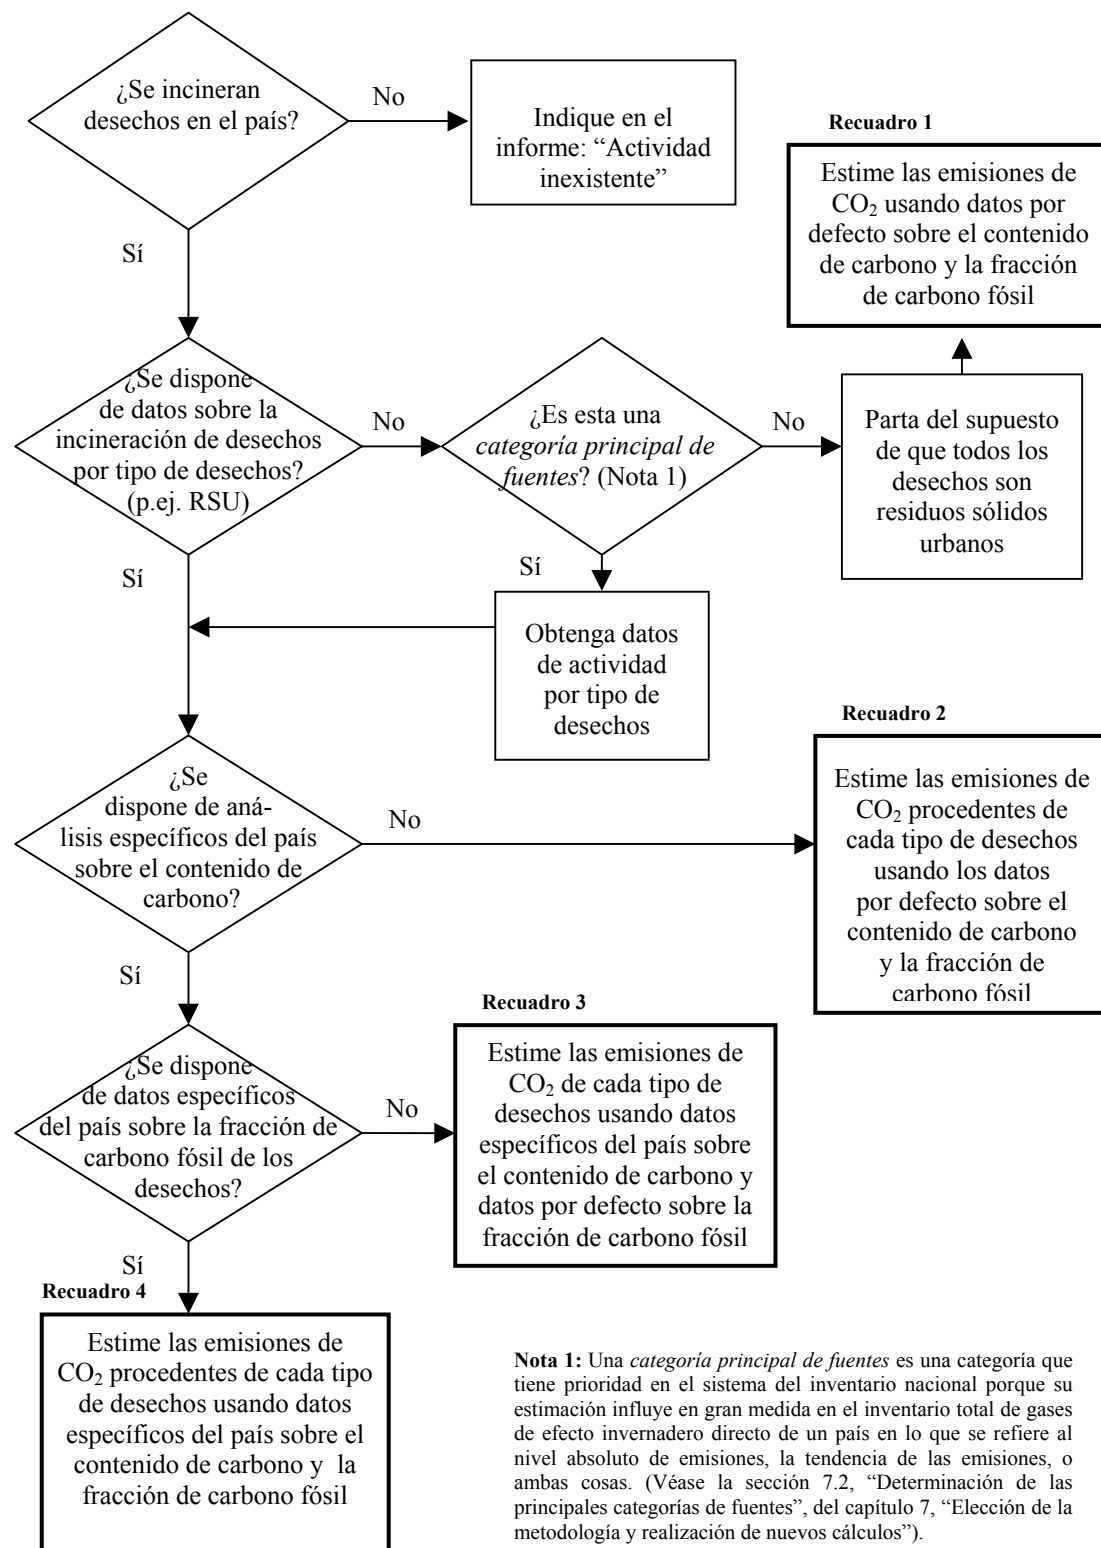 ¿Se incineran
desechos en el país?
No
Indique en el
informe: “Actividad
inexistente”
Recuadro 1
Estime las emisiones de
CO₂ usando datos por
defecto sobre el contenido
de carbono y la fracción
de carbono fósil
Sí
¿Se dispone
de datos sobre la
incineración de desechos
por tipo de desechos?
(p.ej. RSU)
No
¿Es esta una
categoría principal de
fuentes? (Nota 1)
No
Parta del supuesto
de que todos los
desechos son
residuos sólidos
urbanos
Sí
Sí
Obtenga datos
de actividad
por tipo de
desechos
Recuadro 2
¿Se
dispone de aná-
lisis específicos del país
sobre el contenido de
carbono?
No
Estime las emisiones de
CO₂ procedentes de
cada tipo de desechos
usando los datos
por defecto sobre el
contenido de carbono
y la fracción de
carbono fósil
Sí
Recuadro 3
¿Se dispone
de datos específicos
del país sobre la fracción de
carbono fósil de los
desechos?
No
Estime las emisiones de
CO₂ de cada tipo de
desechos usando datos
específicos del país sobre
el contenido de carbono y
datos por defecto sobre la
fracción de carbono fósil
Sí
Recuadro 4
Estime las emisiones de
CO₂ procedentes de cada tipo
de desechos usando datos
específicos del país sobre el
contenido de carbono y la
fracción de carbono fósil
Nota 1: Una categoría principal de fuentes es una categoría que
tiene prioridad en el sistema del inventario nacional porque su
estimación influye en gran medida en el inventario total de gases
de efecto invernadero directo de un país en lo que se refiere al
nivel absoluto de emisiones, la tendencia de las emisiones, o
ambas cosas. (Véase la sección 7.2, “Determinación de las
principales categorías de fuentes”, del capítulo 7, “Elección de la
metodología y realización de nuevos cálculos”).